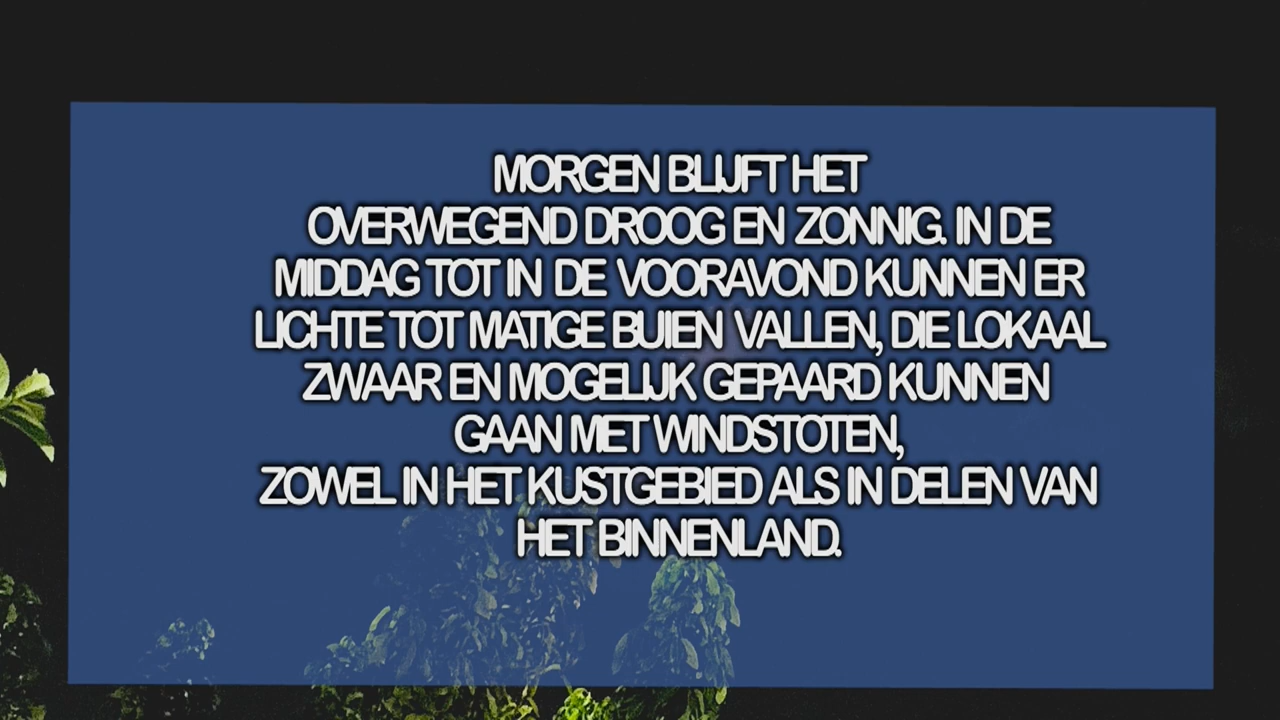 MORGEN BLIJFT HET
OVERWEGEND DROOG EN ZONNIG. IN DE
MIDDAG TOT IN DE VOORAVOND KUNNEN ER
LICHTE TOT MATIGE BUIEN VALLEN, DIE LOKAAL
ZWAAR EN MOGELIJK GEPAARD KUNNEN
GAAN MET WINDSTOTEN,
ZOWEL IN HET KUSTGEBIED ALS IN DELEN VAN
HET BINNENLAND.